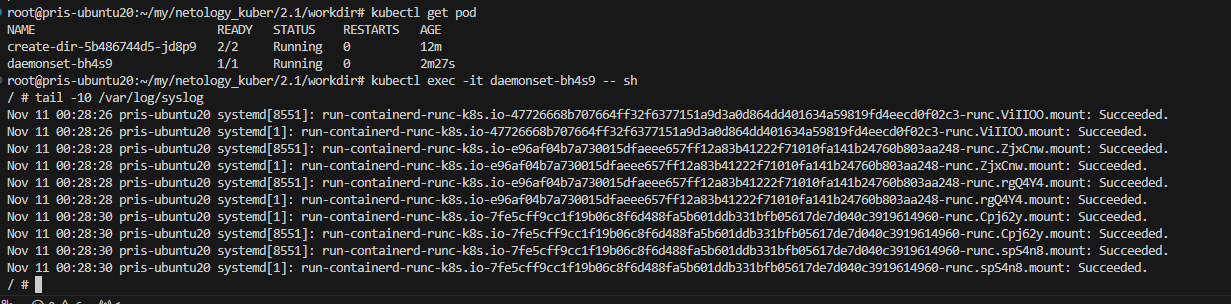 root@pris-ubuntu20:~/my/netology_kuber/2.1/workdir# kubectl get pod
NAME READY STATUS RESTARTS AGE
create-dir-5b486744d5-jd8p9 2/2 Running 0 12m
daemonset-bh4s9 1/1 Running 0 2m27s
root@pris-ubuntu20:~/my/netology_kuber/2.1/workdir# kubectl exec -it daemonset-bh4s9 -- sh
/ # tail -10 /var/log/syslog
Nov 11 00:28:26 pris-ubuntu20 systemd[8551]: run-containerd-runc-k8s.io-47726668b707664ff32f6377151a9d3a0d864dd401634a59819fd4eecd0f02c3-runc.ViIIOO.mount: Succeeded.
Nov 11 00:28:26 pris-ubuntu20 systemd[1]: run-containerd-runc-k8s.io-47726668b707664ff32f6377151a9d3a0d864dd401634a59819fd4eecd0f02c3-runc.ViIIOO.mount: Succeeded.
Nov 11 00:28:28 pris-ubuntu20 systemd[8551]: run-containerd-runc-k8s.io-e96af04b7a730015dfaeee657ff12a83b41222f71010fa141b24760b803aa248-runc.ZjxCnw.mount: Succeeded.
Nov 11 00:28:28 pris-ubuntu20 systemd[1]: run-containerd-runc-k8s.io-e96af04b7a730015dfaeee657ff12a83b41222f71010fa141b24760b803aa248-runc.ZjxCnw.mount: Succeeded.
Nov 11 00:28:28 pris-ubuntu20 systemd[8551]: run-containerd-runc-k8s.io-e96af04b7a730015dfaeee657ff12a83b41222f71010fa141b24760b803aa248-runc.rgQ4Y4.mount: Succeeded.
Nov 11 00:28:28 pris-ubuntu20 systemd[1]: run-containerd-runc-k8s.io-e96af04b7a730015dfaeee657ff12a83b41222f71010fa141b24760b803aa248-runc.rgQ4Y4.mount: Succeeded.
Nov 11 00:28:30 pris-ubuntu20 systemd[1]: run-containerd-runc-k8s.io-7fe5cff9cc1f19b06c8f6d488fa5b601ddb331bfb05617de7d040c3919614960-runc.Cpj62y.mount: Succeeded.
Nov 11 00:28:30 pris-ubuntu20 systemd[8551]: run-containerd-runc-k8s.io-7fe5cff9cc1f19b06c8f6d488fa5b601ddb331bfb05617de7d040c3919614960-runc.Cpj62y.mount: Succeeded.
Nov 11 00:28:30 pris-ubuntu20 systemd[8551]: run-containerd-runc-k8s.io-7fe5cff9cc1f19b06c8f6d488fa5b601ddb331bfb05617de7d040c3919614960-runc.spS4n8.mount: Succeeded.
Nov 11 00:28:30 pris-ubuntu20 systemd[1]: run-containerd-runc-k8s.io-7fe5cff9cc1f19b06c8f6d488fa5b601ddb331bfb05617de7d040c3919614960-runc.spS4n8.mount: Succeeded.
/ #